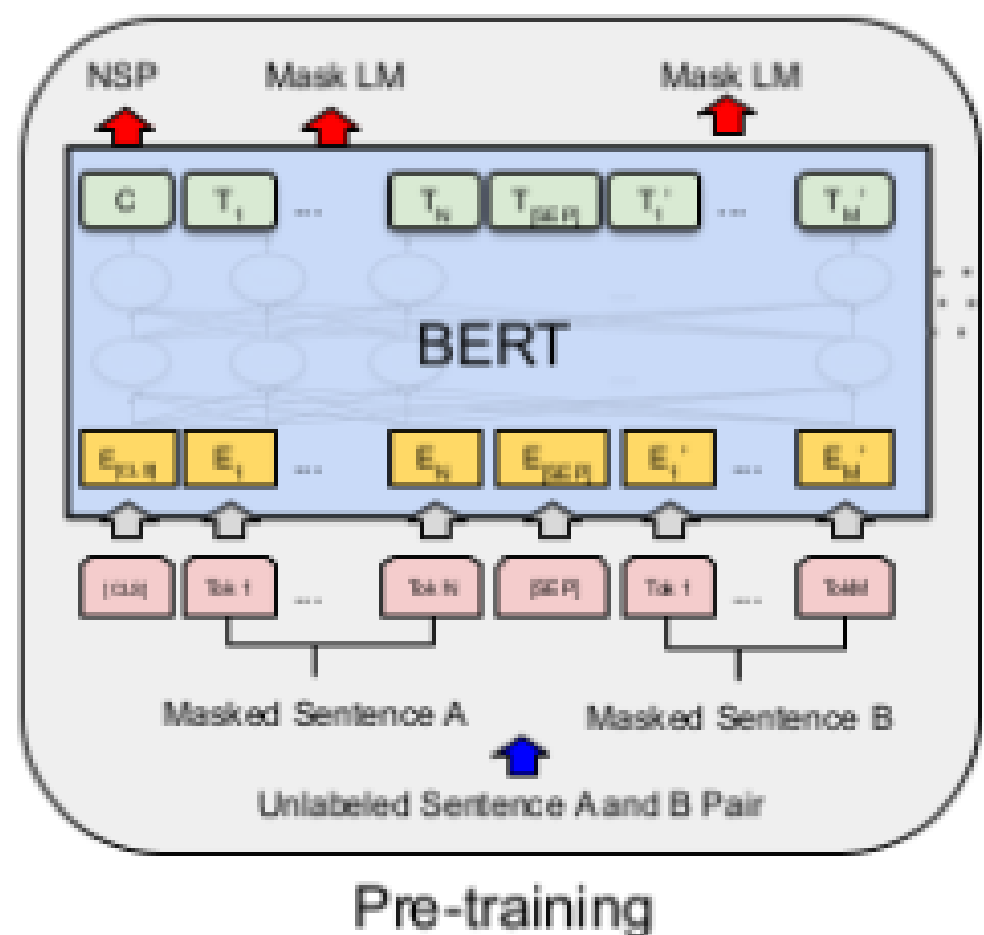 NSP Mask LM Mask LM
C T1 ... TN T[SEP] T1' ... TM'
BERT
E[CLS] E1 ... EN E[SEP] E1' ... EM'
[CLS] Tok 1 ... Tok N [SEP] Tok 1 ... TokM
Masked Sentence A Masked Sentence B
Unlabeled Sentence A and B Pair
Pre-training